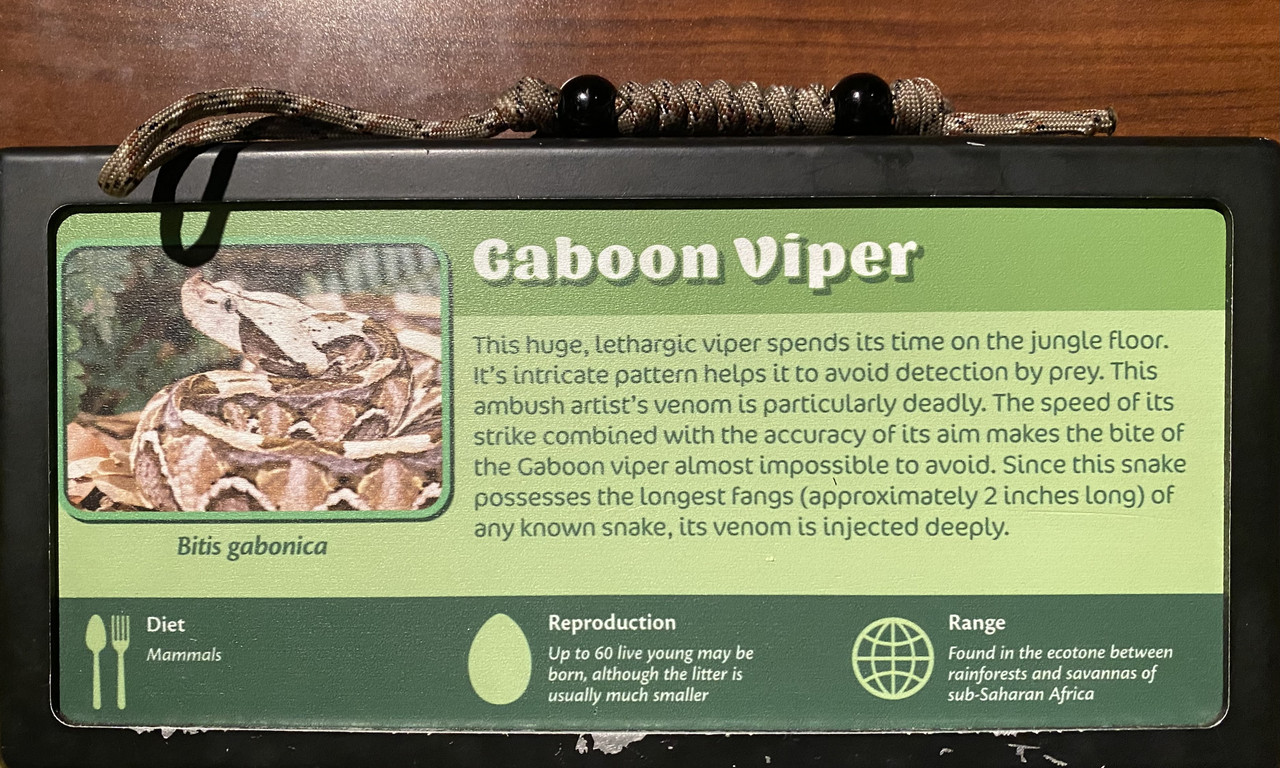 Gaboon Viper
This huge, lethargic viper spends its time on the jungle floor.
It's intricate pattern helps it to avoid detection by prey. This
ambush artist's venom is particularly deadly. The speed of its
strike combined with the accuracy of its aim makes the bite of
the Gaboon viper almost impossible to avoid. Since this snake
possesses the longest fangs (approximately 2 inches long) of
any known snake, its venom is injected deeply.
Bitis gabonica
Diet
Mammals
Reproduction
Up to 60 live young may be
born, although the litter is
usually much smaller
Range
Found in the ecotone between
rainforests and savannas of
sub-Saharan Africa